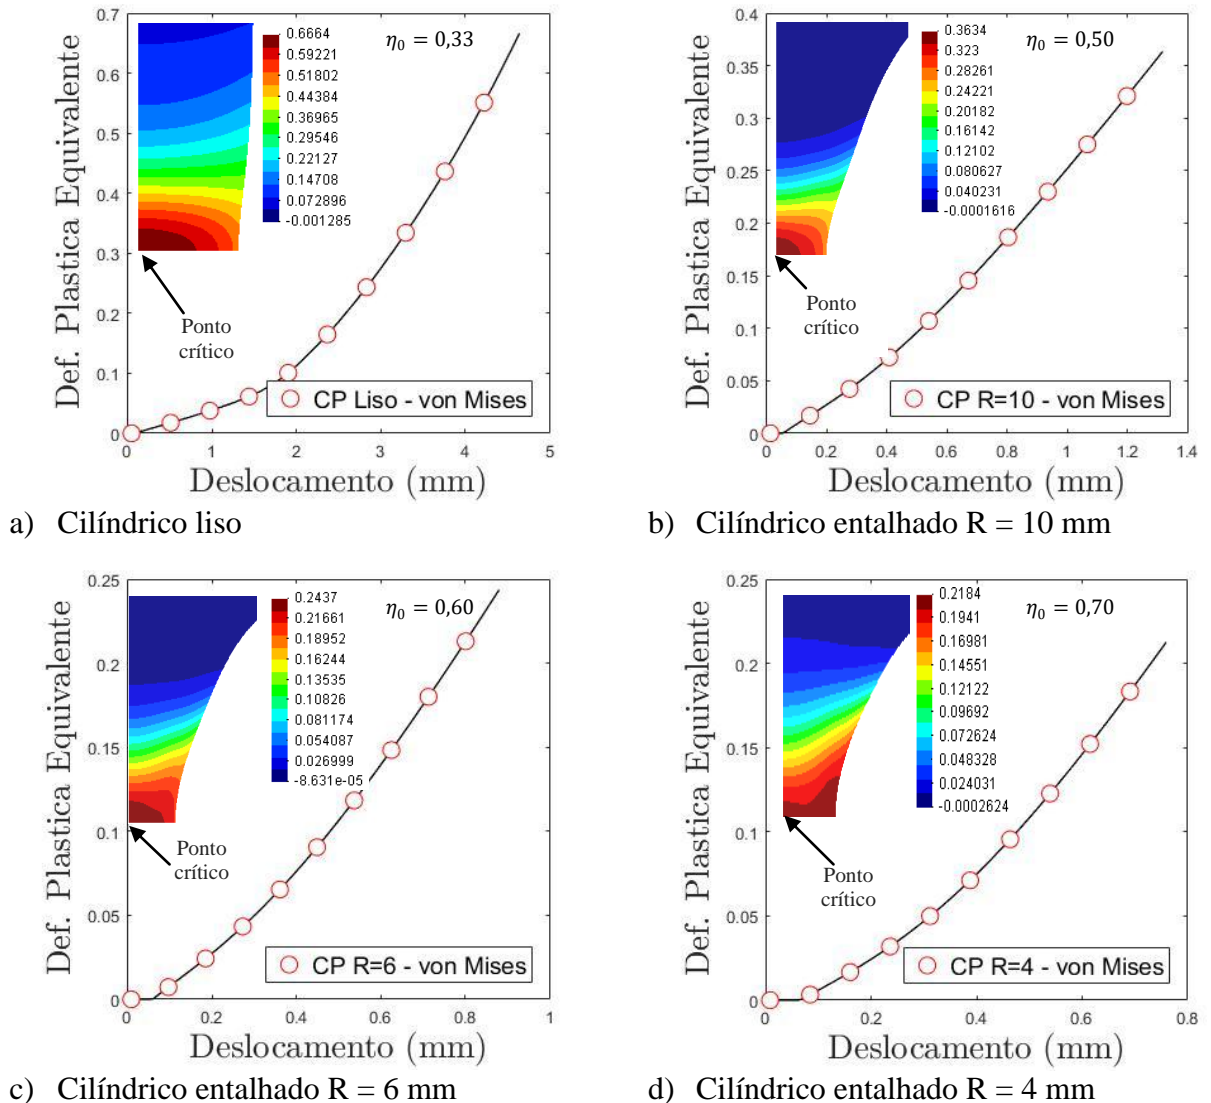 0.7
0.6
0.5
0.4
0.3
0.2
0.1
0
0 1 2 3 4 5
Def. Plastica Equivalente
Deslocamento (mm)
0.6664
0.59221
0.51802
0.44384
0.36965
0.29546
0.22127
0.14708
0.072896
-0.001285
η₀ = 0,33
Ponto
crítico
CP Liso - von Mises
a) Cilíndrico liso
0.4
0.35
0.3
0.25
0.2
0.15
0.1
0.05
0
0 0.2 0.4 0.6 0.8 1 1.2 1.4
Def. Plastica Equivalente
Deslocamento (mm)
0.3634
0.323
0.28261
0.24221
0.20182
0.16142
0.12102
0.080627
0.040231
-0.0001616
η₀ = 0,50
Ponto
crítico
CP R=10 - von Mises
b) Cilíndrico entalhado R = 10 mm
0.25
0.2
0.15
0.1
0.05
0
0 0.2 0.4 0.6 0.8 1
Def. Plastica Equivalente
Deslocamento (mm)
0.2437
0.21661
0.18952
0.16244
0.13535
0.10826
0.081174
0.054087
0.026999
-8.631e-05
η₀ = 0,60
Ponto
crítico
CP R=6 - von Mises
c) Cilíndrico entalhado R = 6 mm
0.25
0.2
0.15
0.1
0.05
0
0 0.2 0.4 0.6 0.8
Def. Plastica Equivalente
Deslocamento (mm)
0.2184
0.1941
0.16981
0.14551
0.12122
0.09692
0.072624
0.048328
0.024031
-0.0002624
η₀ = 0,70
Ponto
crítico
CP R=4 - von Mises
d) Cilíndrico entalhado R = 4 mm